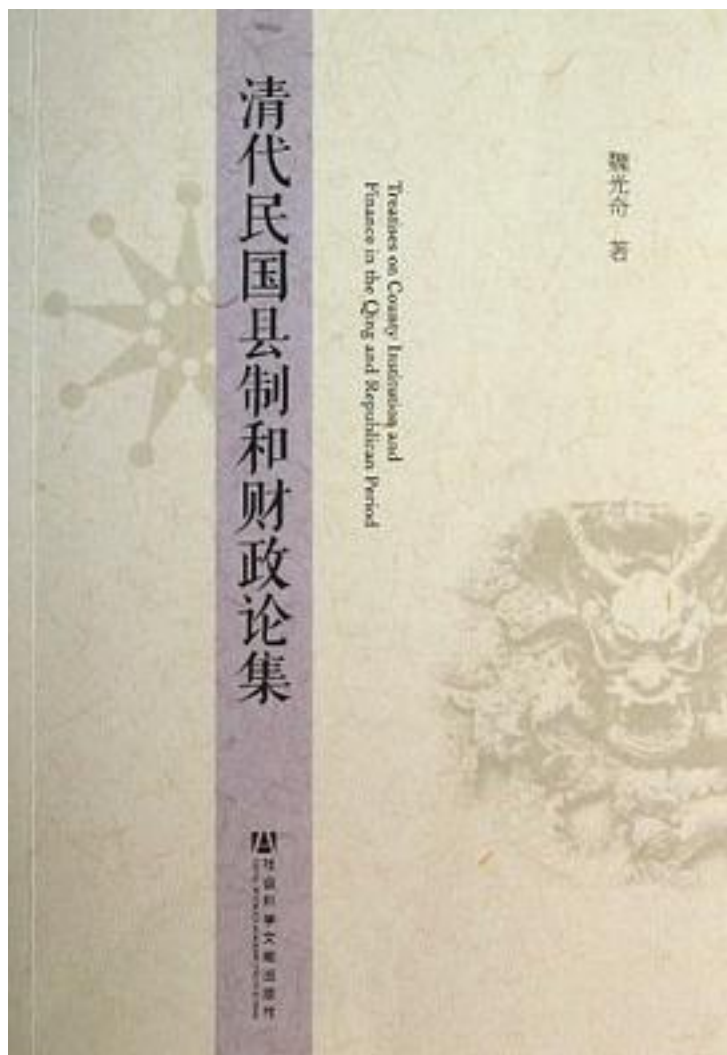 清代民国县制和财政论集
Treatises on County Institution and
Finance in the Qing and Republican Period
魏光奇 著
社会科学文献出版社